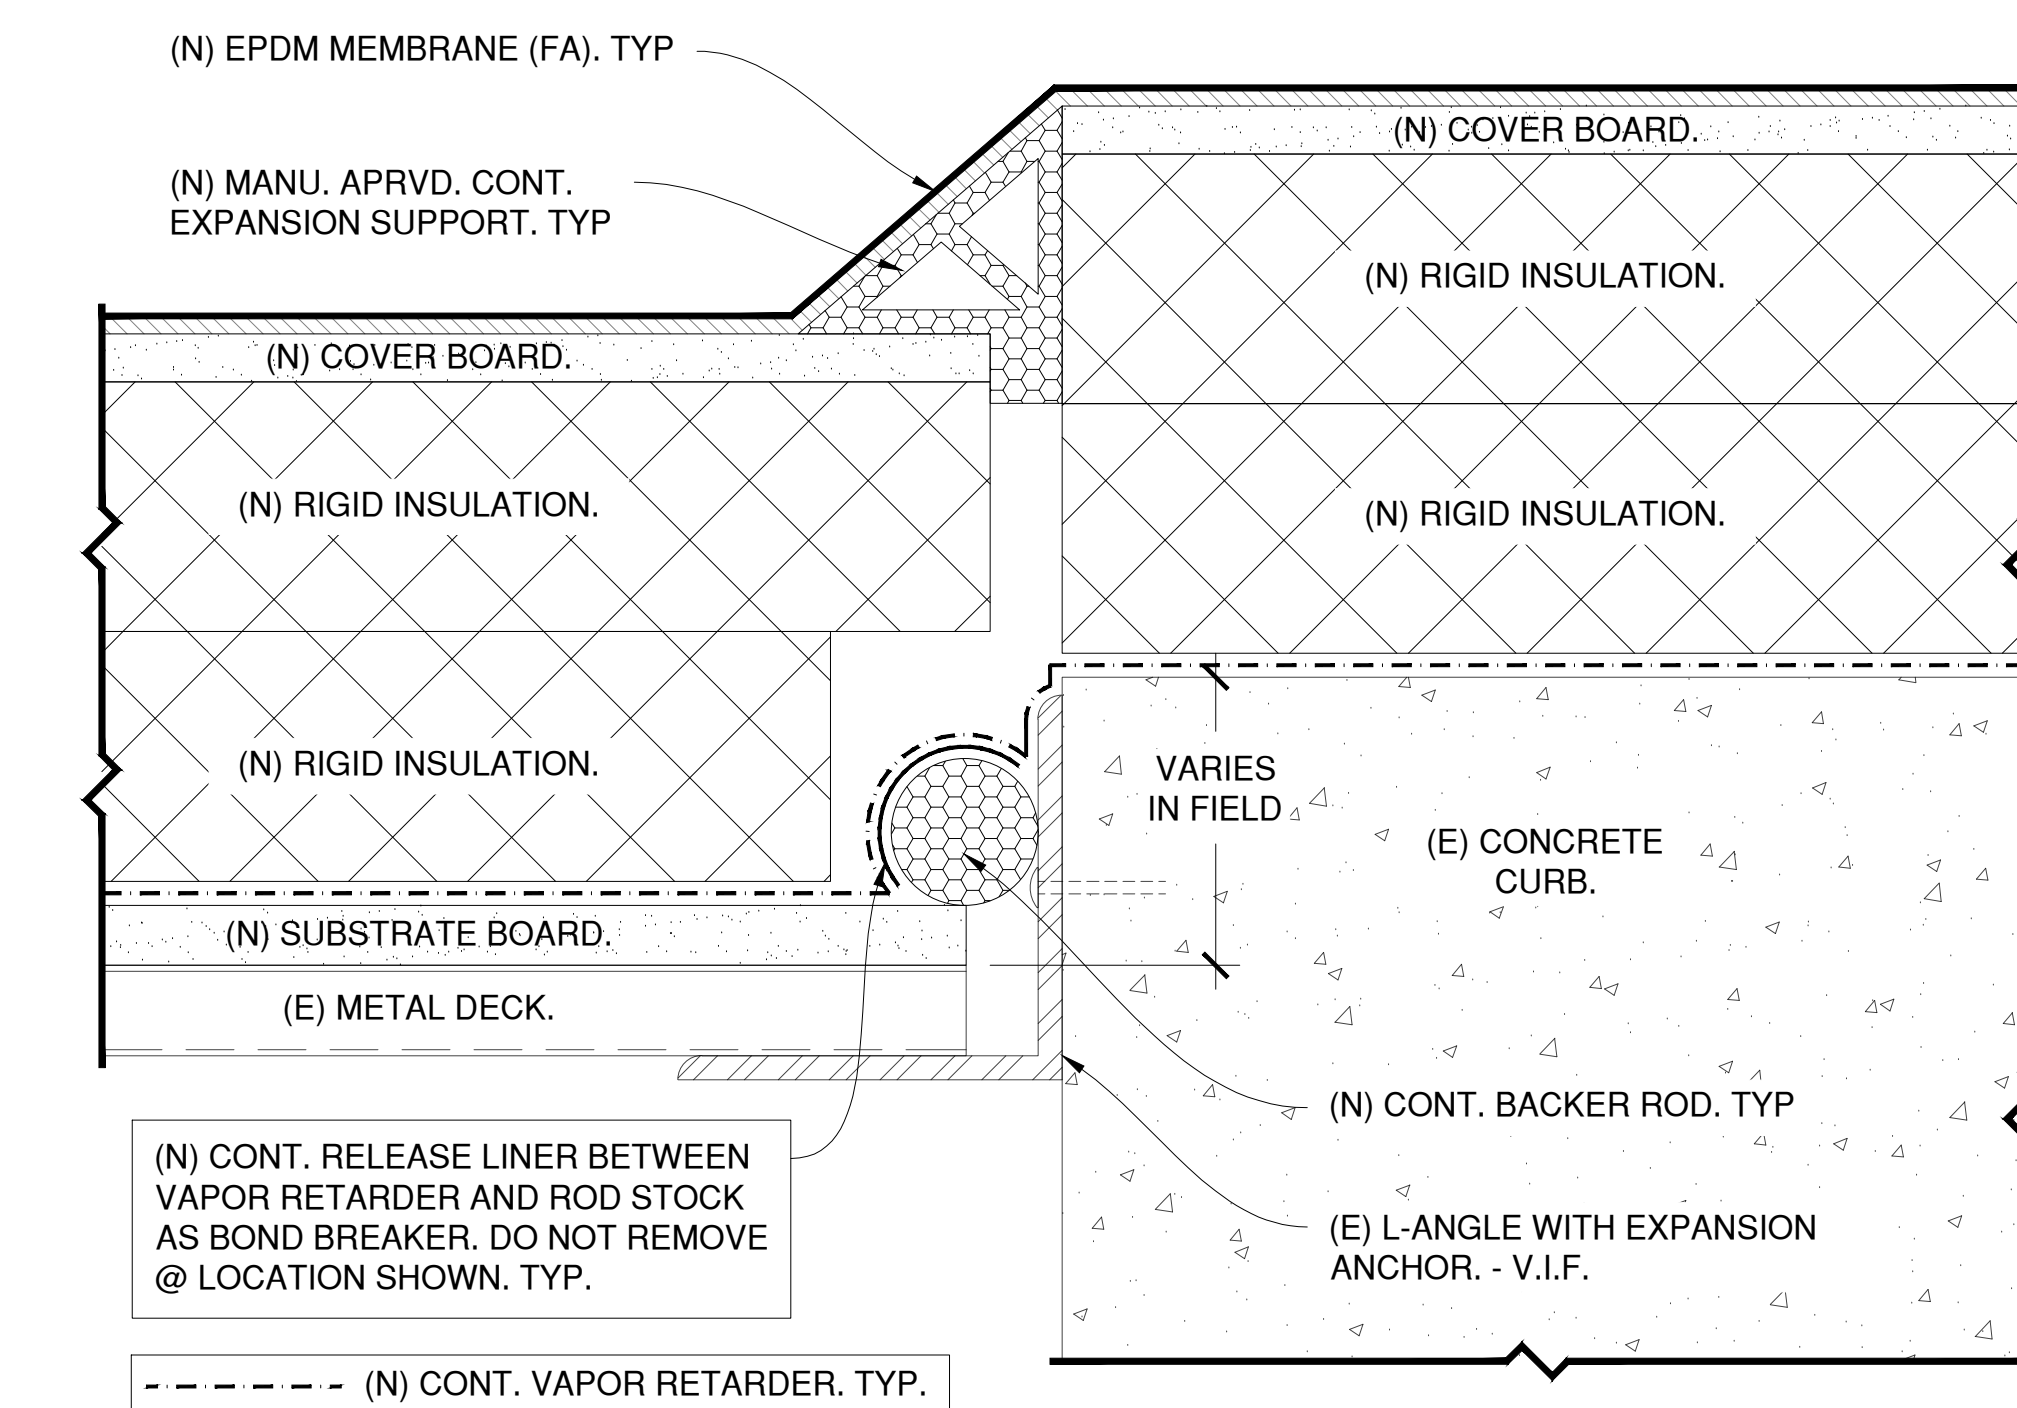 (N) EPDM MEMBRANE (FA). TYP
(N) COVER BOARD.
(N) MANU. APRVD. CONT.
EXPANSION SUPPORT. TYP
(N) RIGID INSULATION.
(N) COVER BOARD.
(N) RIGID INSULATION.
(N) RIGID INSULATION.
(N) RIGID INSULATION.
VARIES
IN FIELD
(E) CONCRETE
CURB.
(N) SUBSTRATE BOARD.
(E) METAL DECK.
(N) CONT. BACKER ROD. TYP
(N) CONT. RELEASE LINER BETWEEN
VAPOR RETARDER AND ROD STOCK
AS BOND BREAKER. DO NOT REMOVE
@ LOCATION SHOWN. TYP.
(E) L-ANGLE WITH EXPANSION
ANCHOR. - V.I.F.
(N) CONT. VAPOR RETARDER. TYP.